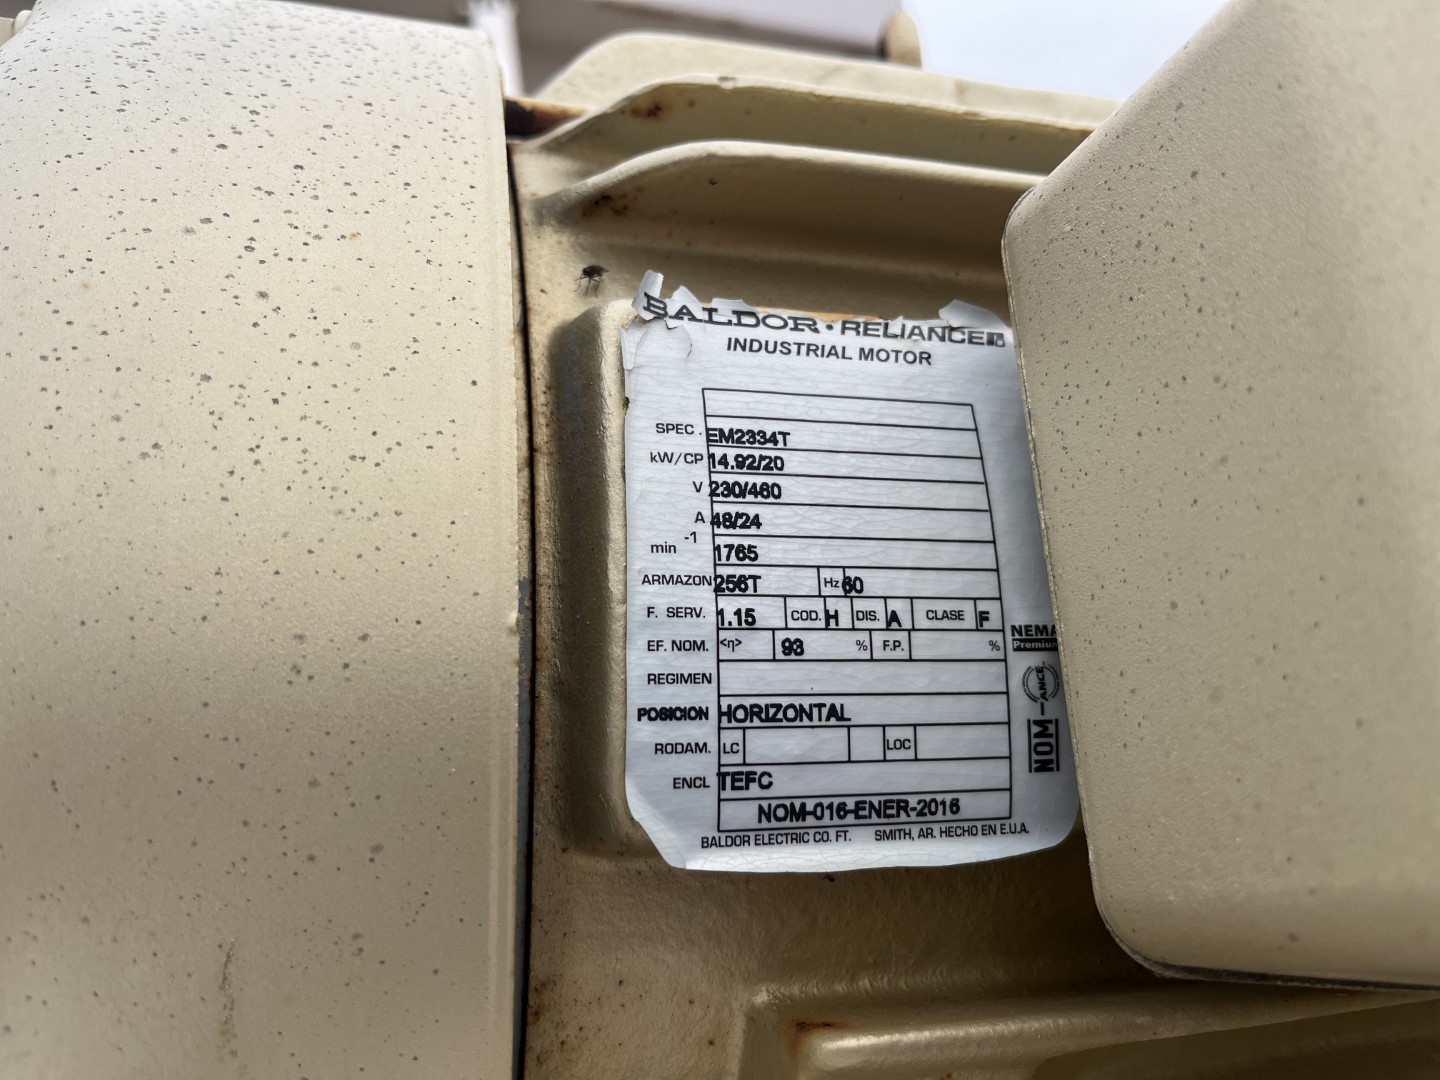 BALDOR • RELIANCE
INDUSTRIAL MOTOR
SPEC. EM2334T
kW/CP 14.92/20
V 230/460
A 48/24
min -1 1765
ARMAZON 256T Hz 60
F. SERV. 1.15 COD. H DIS. A CLASE F
EF. NOM. <η> 93 % F.P. %
REGIMEN
POSICION HORIZONTAL
RODAM. LC LOC
ENCL TEFC
NOM-016-ENER-2016
BALDOR ELECTRIC CO. FT. SMITH, AR. HECHO EN E.U.A.
NEMA
Premium
NOM-ANCE